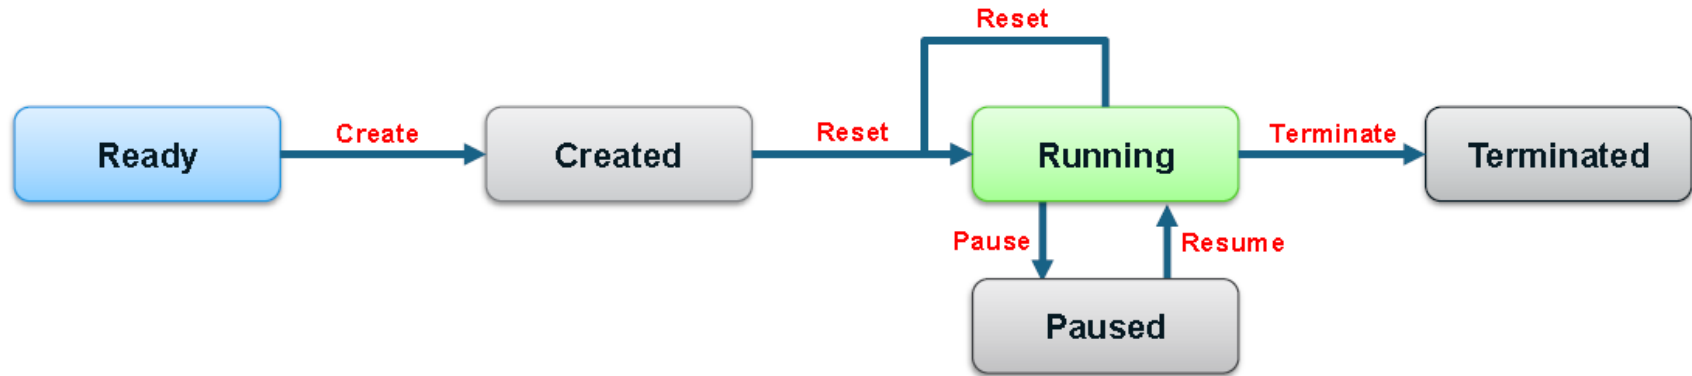 Reset
Ready
Create
Created
Reset
Running
Terminate
Terminated
Pause
Resume
Paused